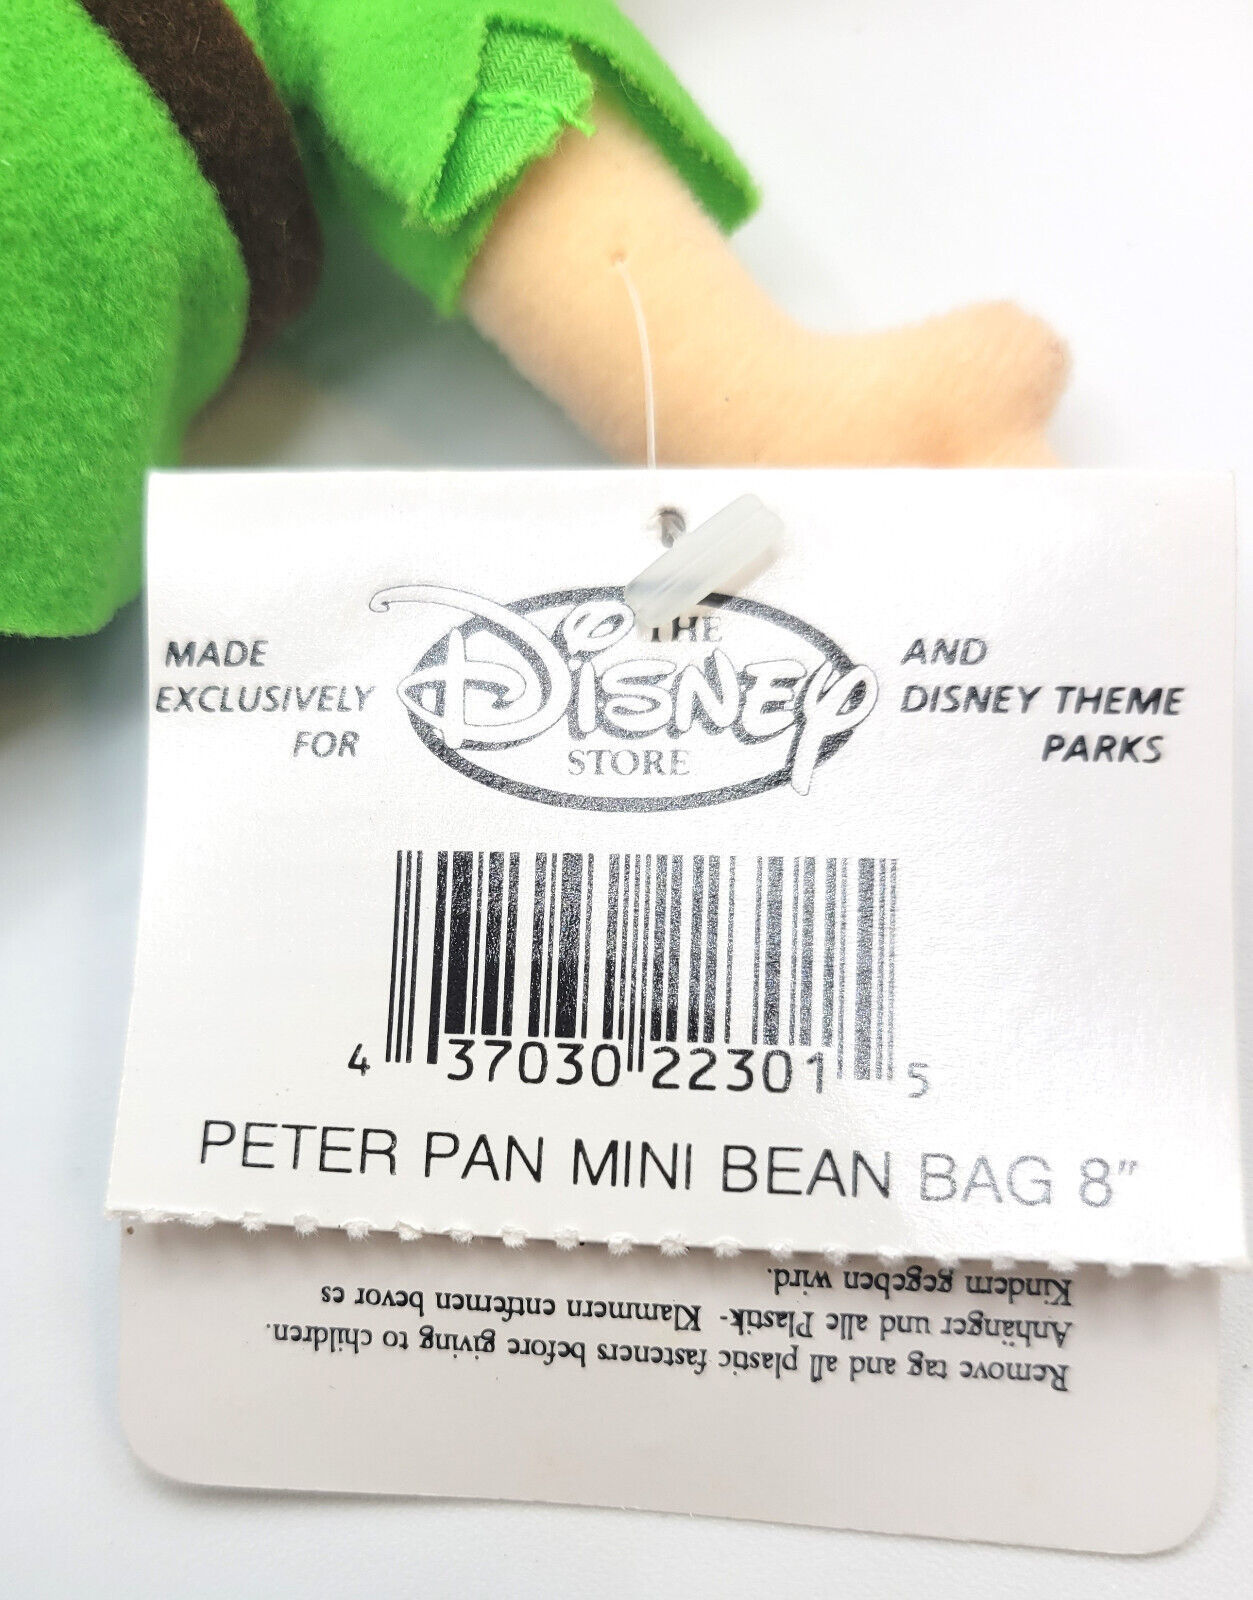 MADE
EXCLUSIVELY
FOR
THE
DISNEY
STORE
AND
DISNEY THEME
PARKS
4 37030 22301 5
PETER PAN MINI BEAN BAG 8"
Remove tag and all plastic fasteners before giving to children.
Anhänger und alle Plastik- Klammern entfernen bevor es
Kindern gegeben wird.